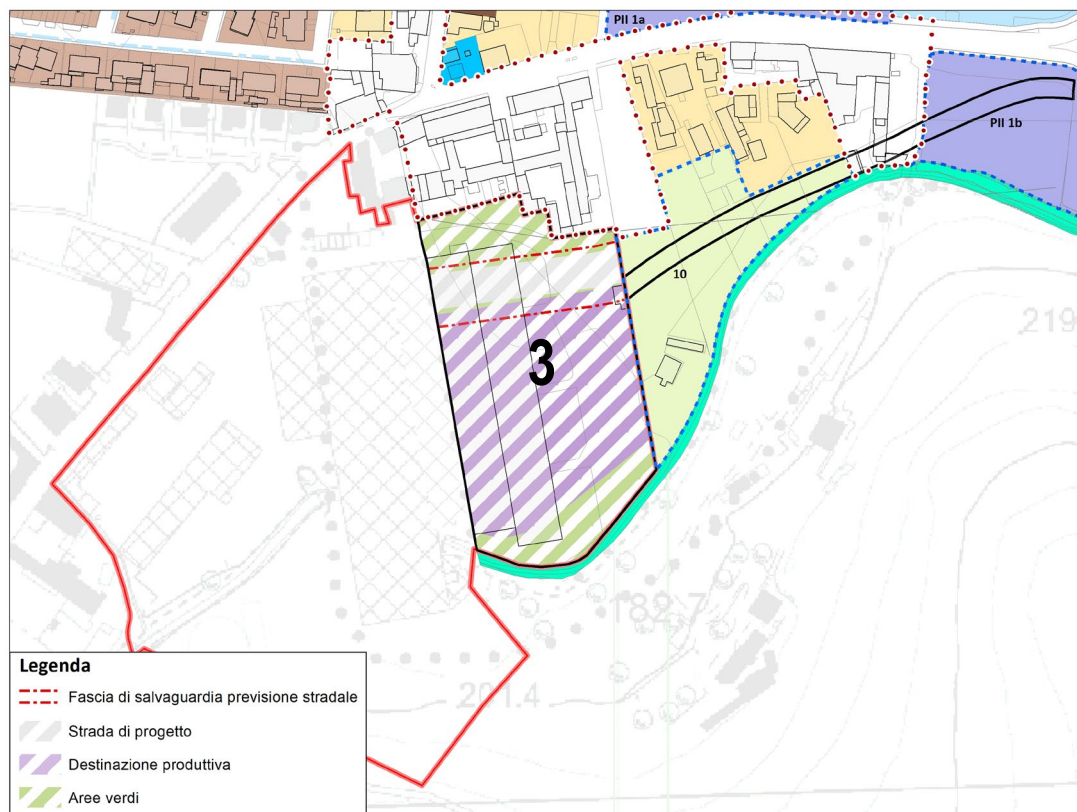 PII 1a
PII 1b
10
219
3
182.7
201.4
Legenda
Fascia di salvaguardia previsione stradale
Strada di progetto
Destinazione produttiva
Aree verdi